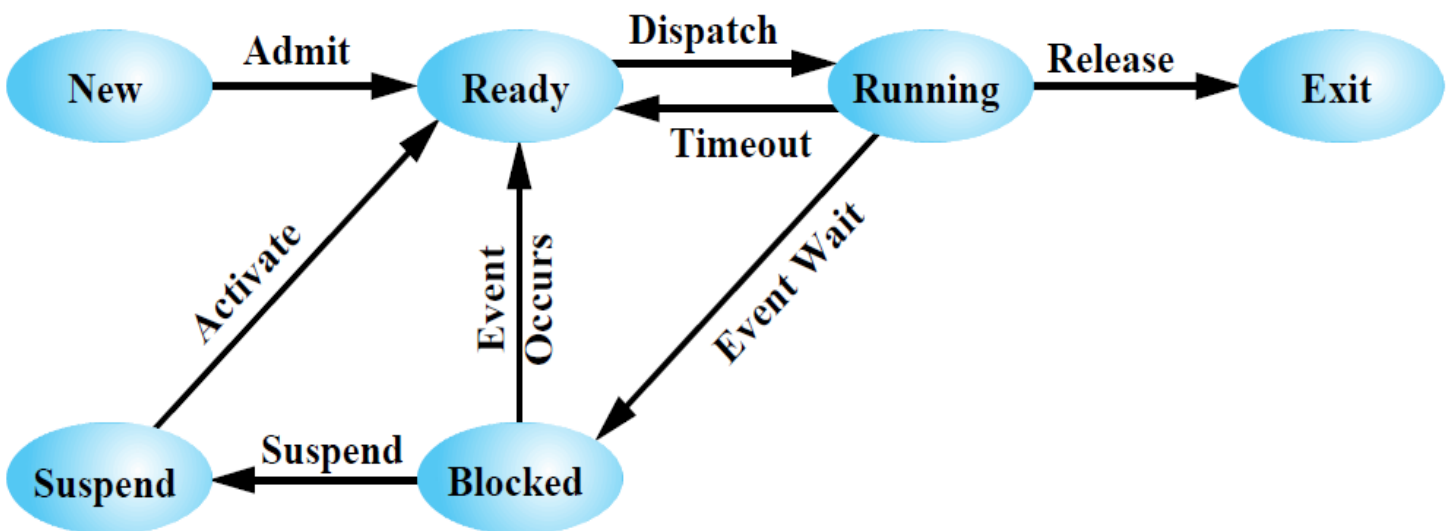 Admit
Dispatch
Release
New
Ready
Running
Exit
Timeout
Activate
Event
Occurs
Event Wait
Suspend
Suspend
Blocked